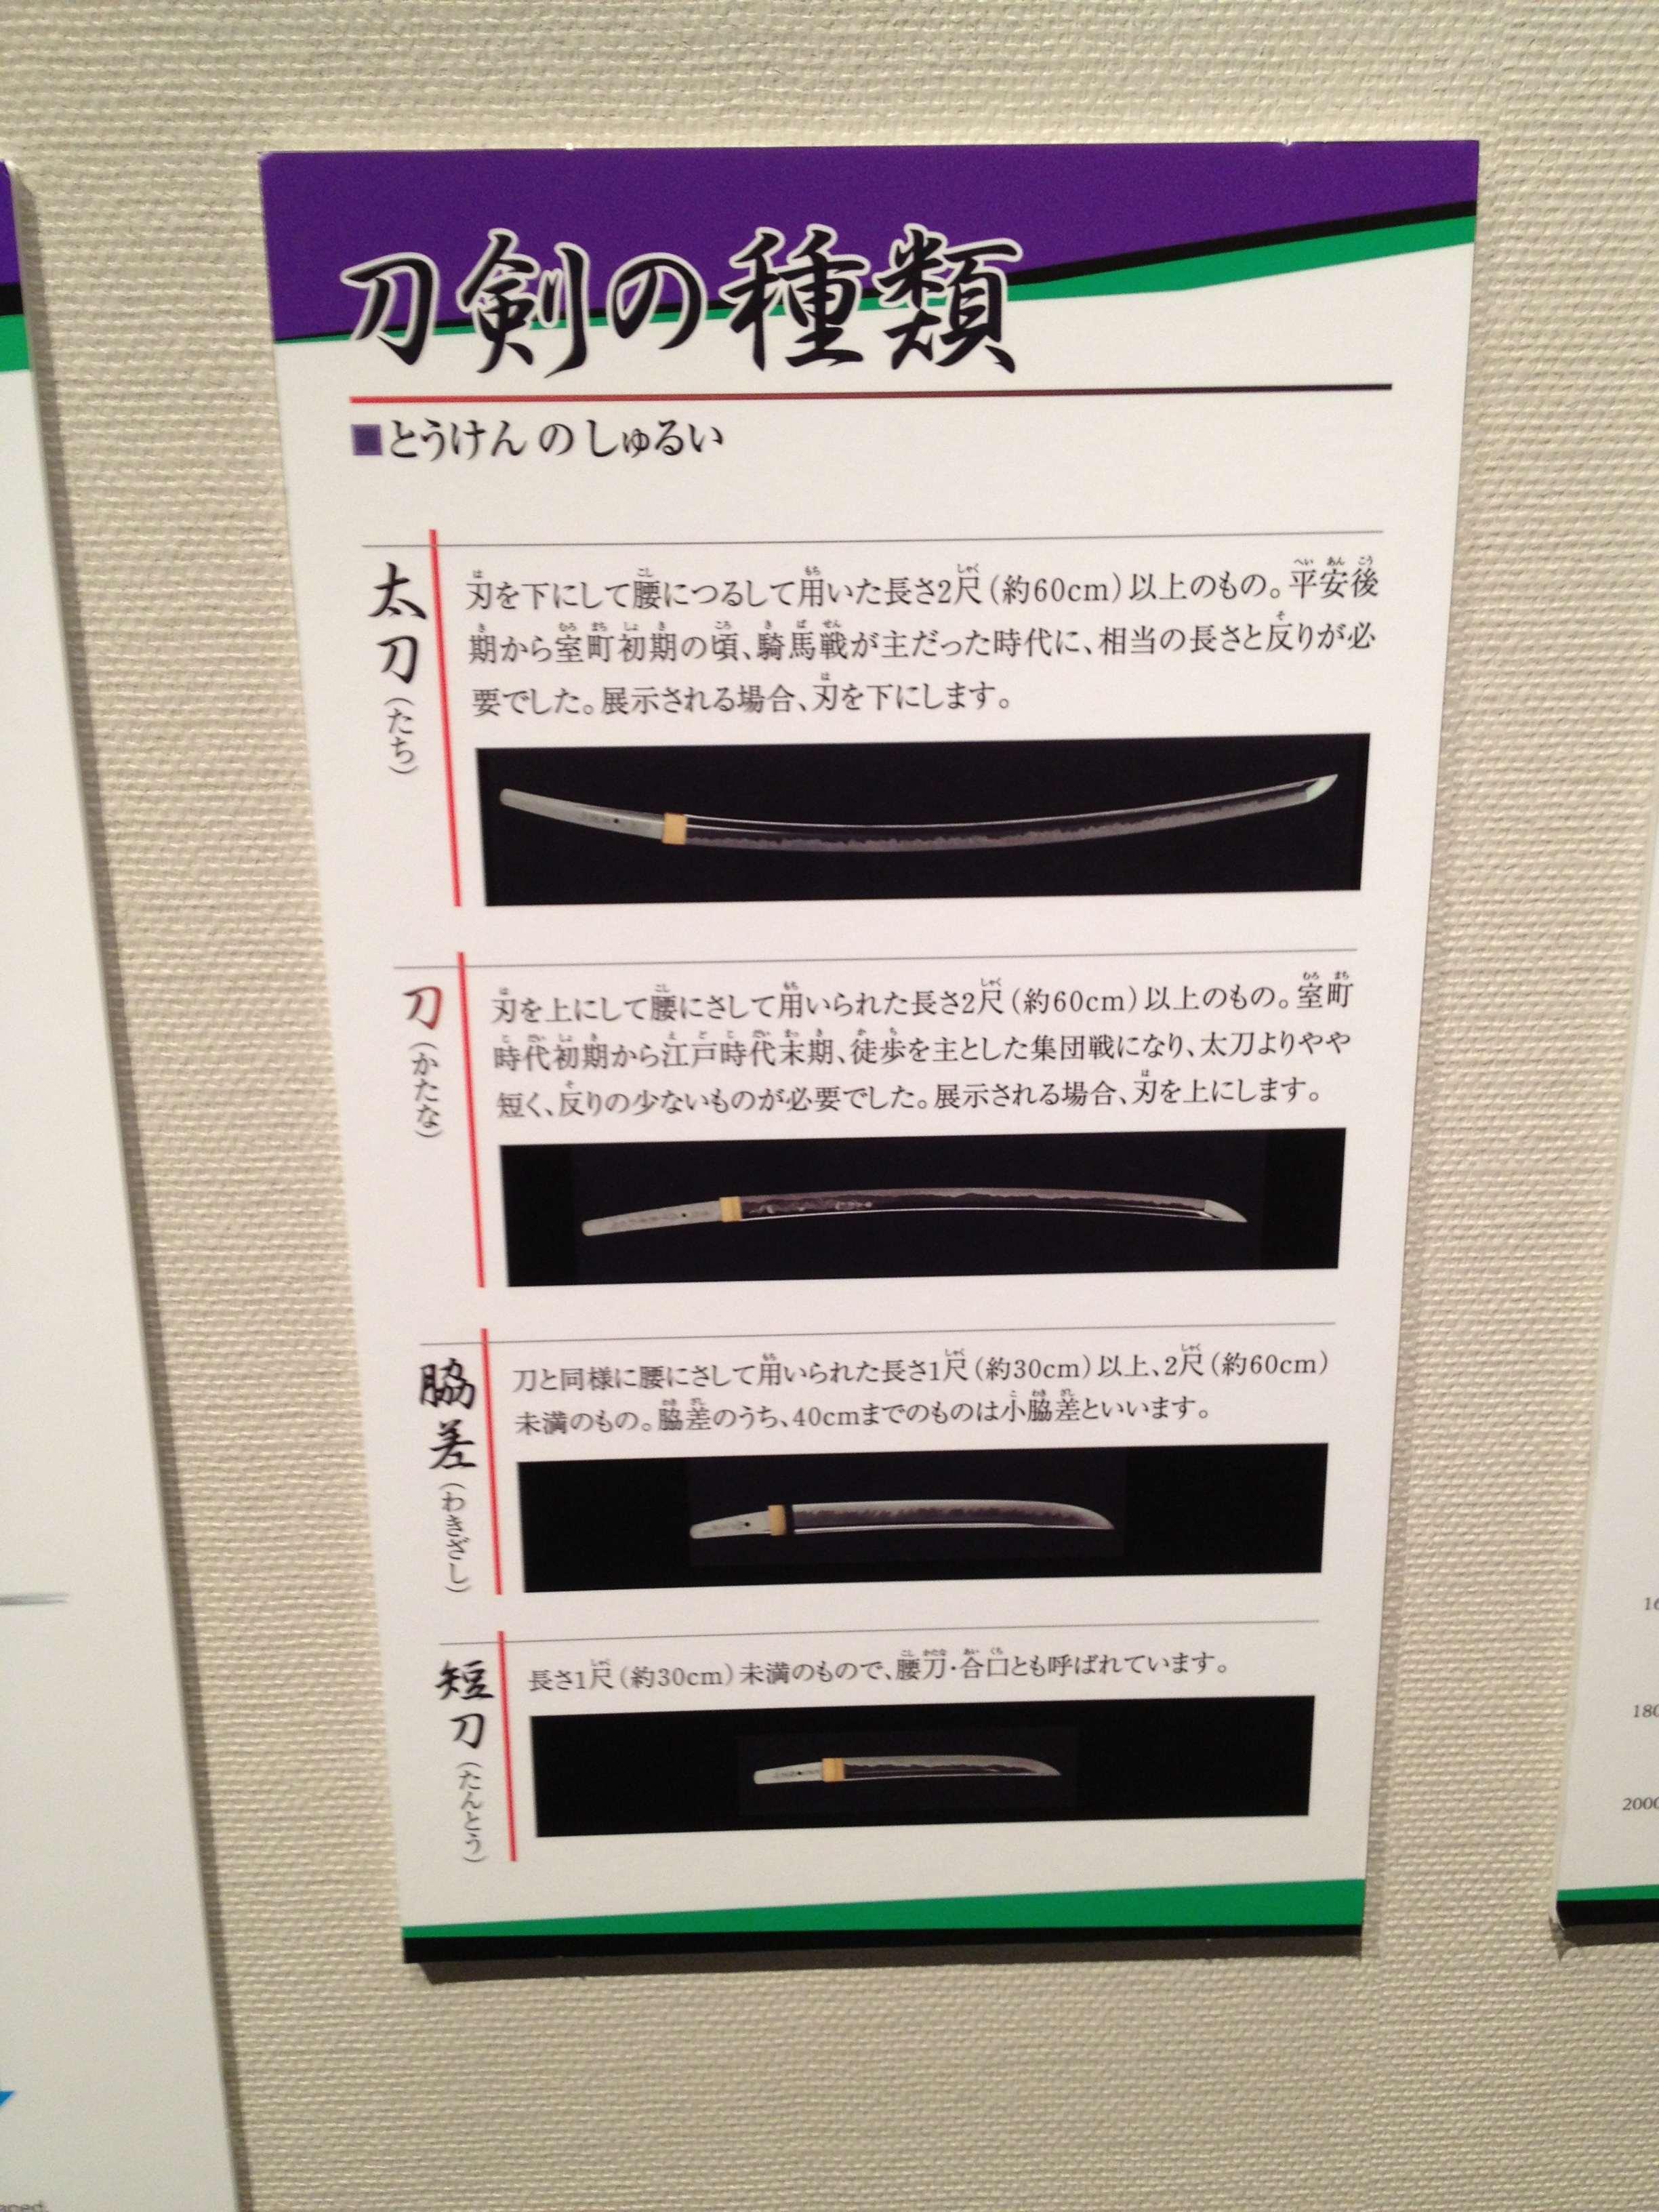 刀剣の種類
■とうけん の しゅるい
太刀(たち)
刃を下にして腰につるして用いた長さ2尺(約60cm)以上のもの。平安後
期から室町初期の頃、騎馬戦が主だった時代に、相当の長さと反りが必
要でした。展示される場合、刃を下にします。
刀(かたな)
刃を上にして腰にさして用いられた長さ2尺(約60cm)以上のもの。室町
時代初期から江戸時代末期、徒歩を主とした集団戦になり、太刀よりやや
短く、反りの少ないものが必要でした。展示される場合、刃を上にします。
脇差(わきざし)
刀と同様に腰にさして用いられた長さ1尺(約30cm)以上、2尺(約60cm)
未満のもの。脇差のうち、40cmまでのものは小脇差といいます。
短刀(たんとう)
長さ1尺(約30cm)未満のもので、腰刀・合口とも呼ばれています。